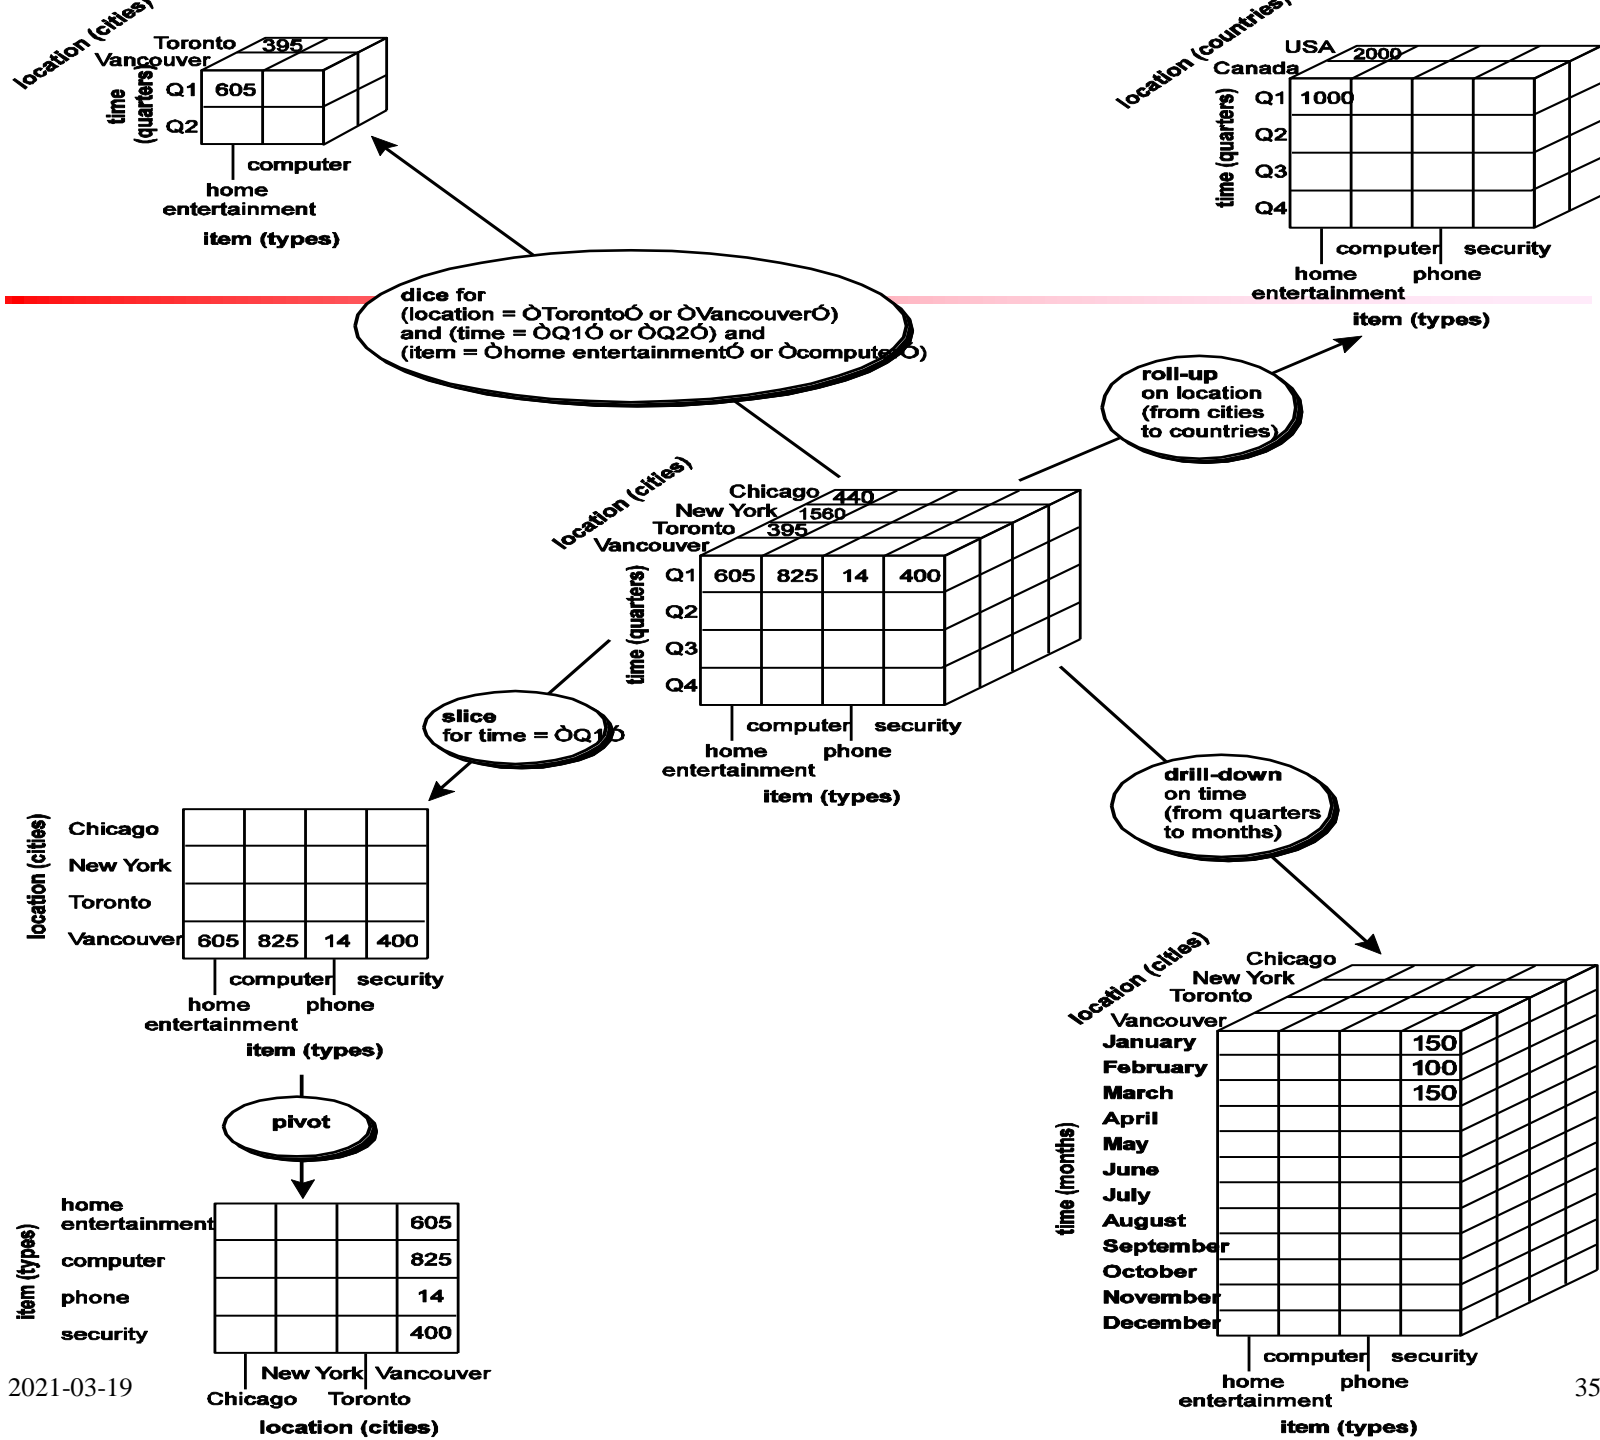 location (cities)
Toronto
395
Vancouver
time
(quarters)
Q1
605
Q2
computer
home
entertainment
item (types)
location (countries)
USA
2000
Canada
time (quarters)
Q1
1000
Q2
Q3
Q4
computer
security
home
phone
entertainment
item (types)
dice for
(location = ÒTorontoÓ or ÒVancouverÓ)
and (time = ÒQ1Ó or ÒQ2Ó) and
(item = Òhome entertainmentÓ or ÒcomputerÓ)
roll-up
on location
(from cities
to countries)
location (cities)
Chicago
440
New York
1560
Toronto
395
Vancouver
time (quarters)
Q1
605 825 14 400
Q2
Q3
Q4
computer
security
home
phone
entertainment
item (types)
slice
for time = ÒQ1Ó
drill-down
on time
(from quarters
to months)
location (cities)
Chicago
New York
Toronto
Vancouver
605 825 14 400
computer
security
home
phone
entertainment
item (types)
pivot
item (types)
home
entertainment
605
computer
825
phone
14
security
400
New York
Vancouver
Chicago
Toronto
location (cities)
location (cities)
Chicago
New York
Toronto
Vancouver
time (months)
January
150
February
100
March
150
April
May
June
July
August
September
October
November
December
computer
security
home
phone
entertainment
item (types)
2021-03-19
35